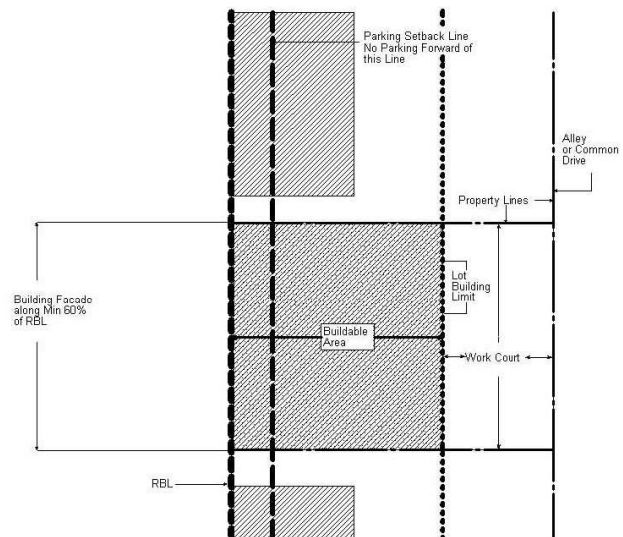 Parking Setback Line
No Parking Forward of
this Line
Alley
or Common
Drive
Property Lines
Lot
Building
Limit
Building Facade
along Min 60%
of RBL
Buildable
Area
Work Court
RBL